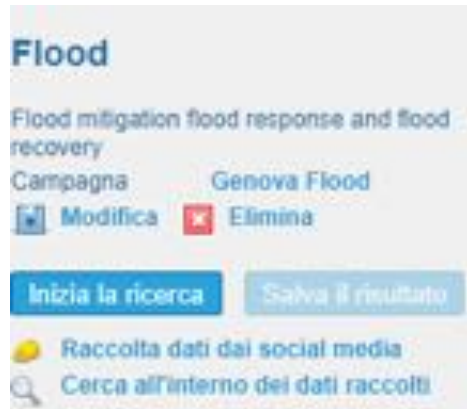 Flood
Flood mitigation flood response and flood
recovery
Campagna Genova Flood
Modifica Elimina
Inizia la ricerca Salva il risultato
Raccolta dati dai social media
Cerca all'interno dei dati raccolti